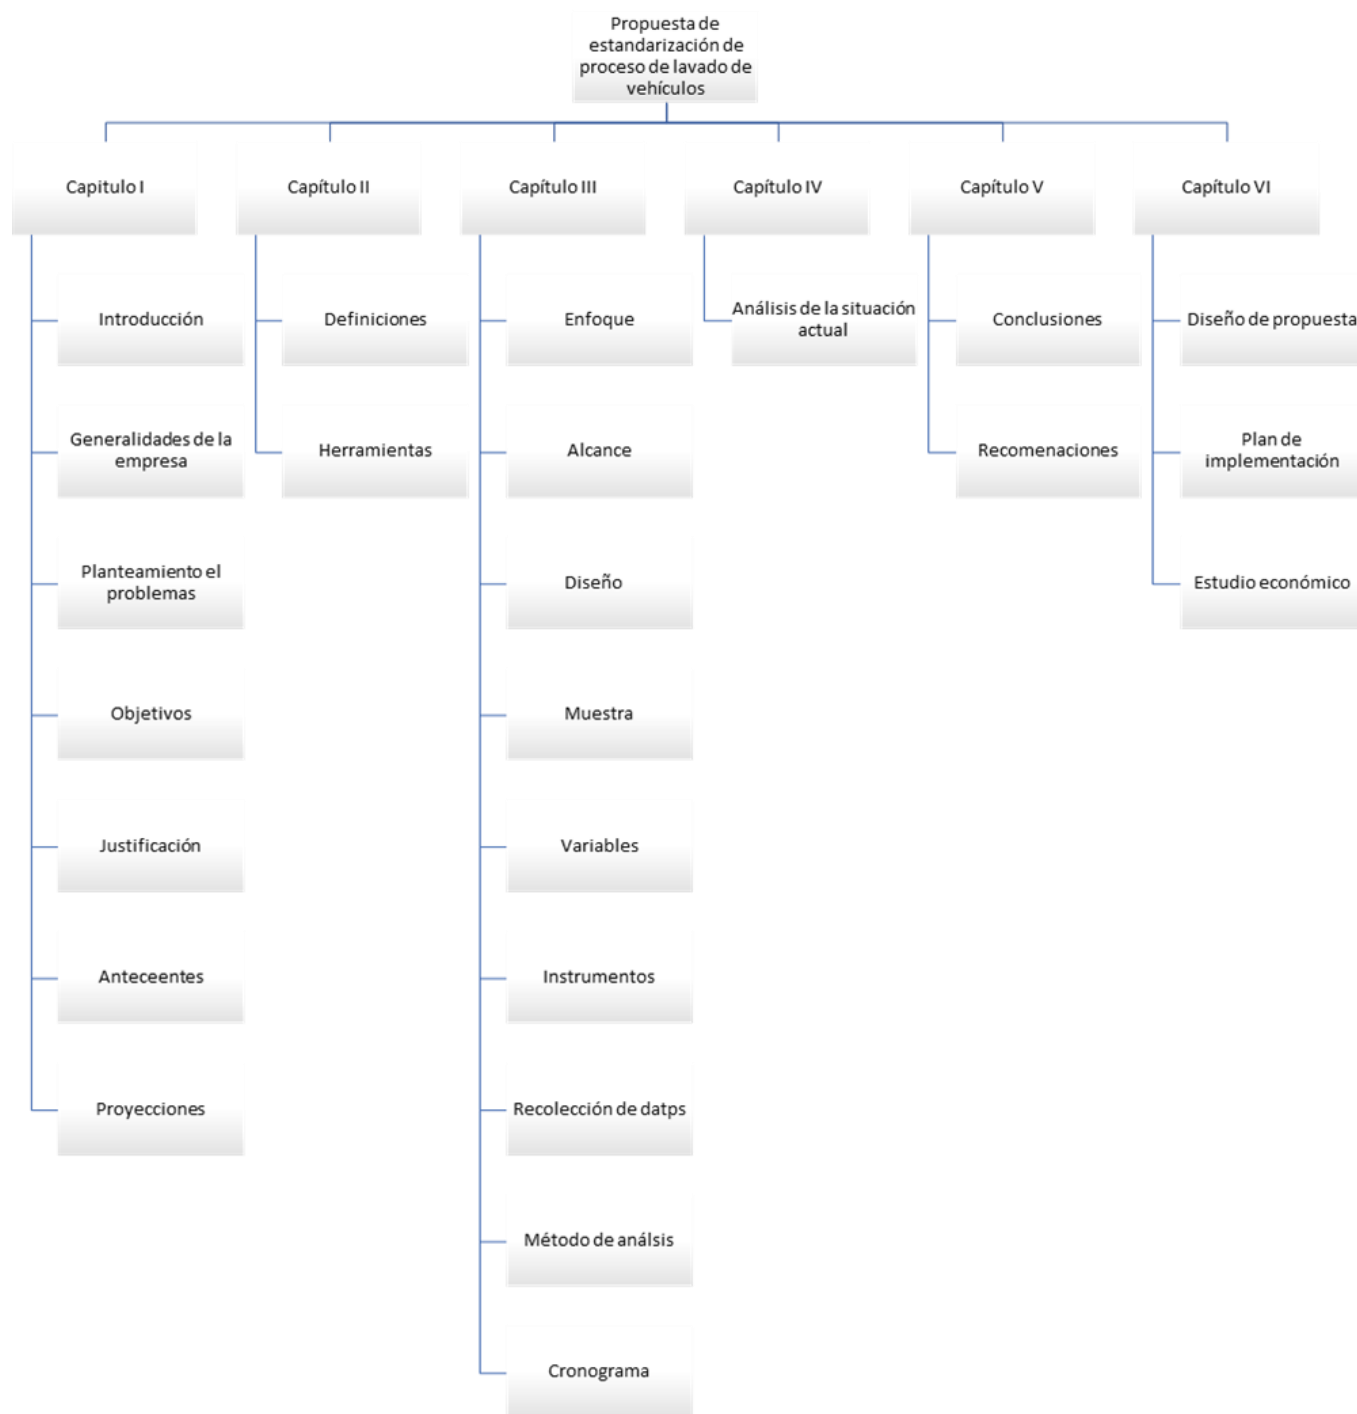 Propuesta de
estandarización de
proceso de lavado de
vehículos
Capitulo I
Capítulo II
Capítulo III
Capítulo IV
Capítulo V
Capítulo VI
Introducción
Generalidades de la
empresa
Planteamiento el
problemas
Objetivos
Justificación
Anteceentes
Proyecciones
Definiciones
Herramientas
Enfoque
Alcance
Diseño
Muestra
Variables
Instrumentos
Recolección de datps
Método de análsis
Cronograma
Análisis de la situación
actual
Conclusiones
Recomenaciones
Diseño de propuesta
Plan de
implementación
Estudio económico